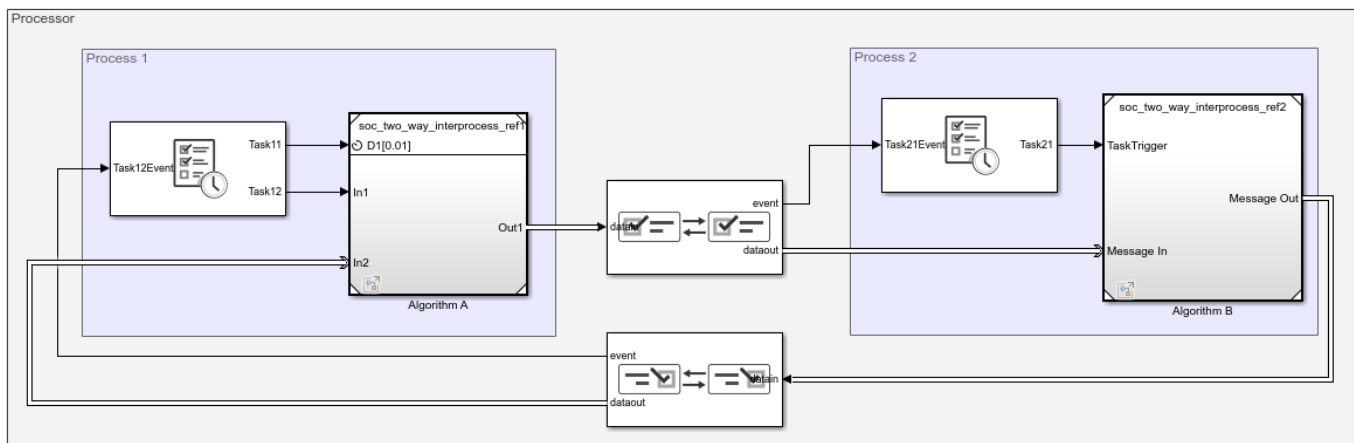 Processor
Process 1
Task12Event
Task11
Task12
soc_two_way_interprocess_ref1
D1[0.01]
In1
Out1
In2
Algorithm A
datain
event
dataout
Process 2
Task21Event
Task21
soc_two_way_interprocess_ref2
TaskTrigger
Message Out
Message In
Algorithm B
event
datain
dataout